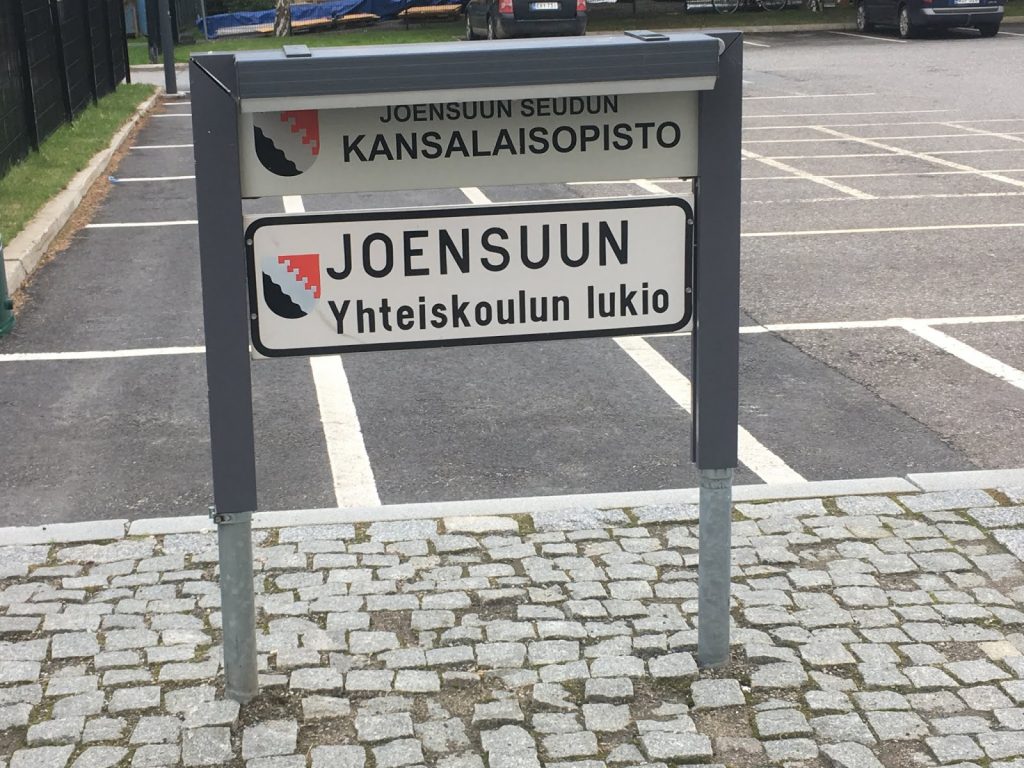 JOENSUUN SEUDUN
KANSALAISOPISTO
JOENSUUN
Yhteiskoulun lukio